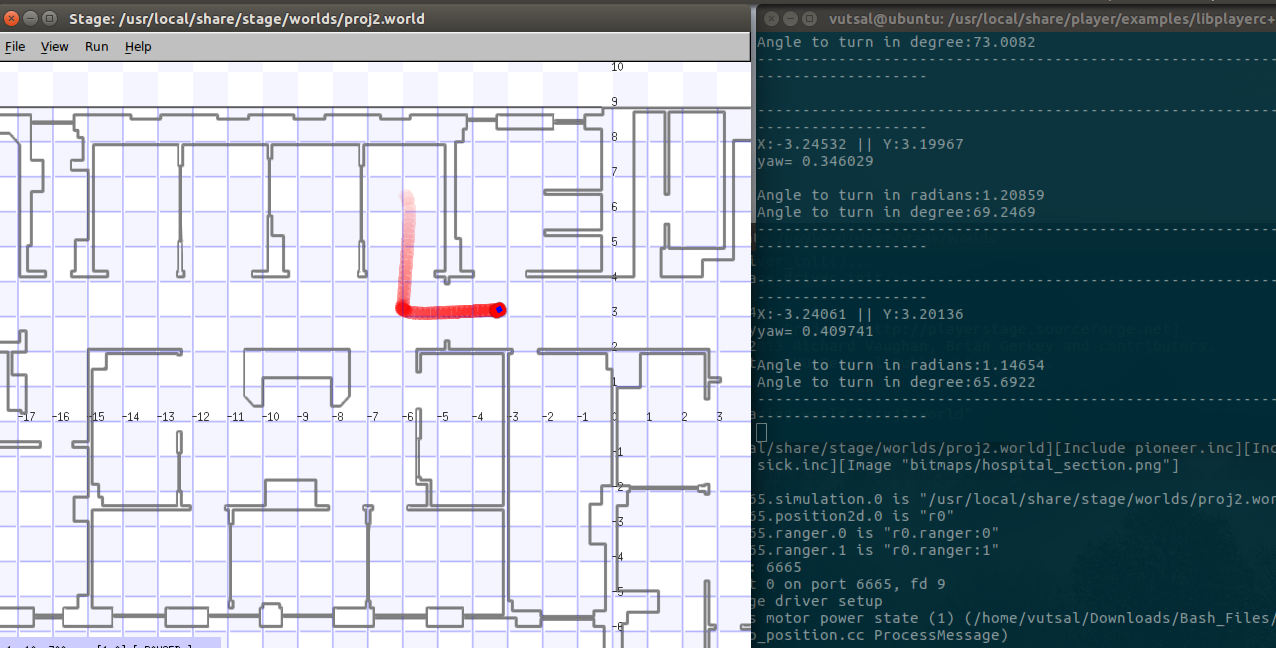 Stage: /usr/local/share/stage/worlds/proj2.world
File View Run Help
10
9
8
7
6
5
4
3
2
1
-17 -16 -15 -14 -13 -12 -11 -10 -9 -8 -7 -6 -5 -4 -3 -2 -1 0 1 2 3
-1
-2
-3
-4
-5
-6
vutsal@ubuntu: /usr/local/share/player/examples/libplayerc+
Angle to turn in degree:73.0082
X:-3.24532 || Y:3.19967
yaw= 0.346029
Angle to turn in radians:1.20859
Angle to turn in degree:69.2469
X:-3.24061 || Y:3.20136
yaw= 0.409741
Angle to turn in radians:1.14654
Angle to turn in degree:65.6922
al/share/stage/worlds/proj2.world][Include pioneer.inc][Inc
sick.inc][Image "bitmaps/hospital_section.png"]
65.simulation.0 is "/usr/local/share/stage/worlds/proj2.wor
65.position2d.0 is "r0"
65.ranger.0 is "r0.ranger:0"
65.ranger.1 is "r0.ranger:1"
: 6665
t 0 on port 6665, fd 9
ge driver setup
s motor power state (1) (/home/vutsal/Downloads/Bash_Files/
o_position.cc ProcessMessage)